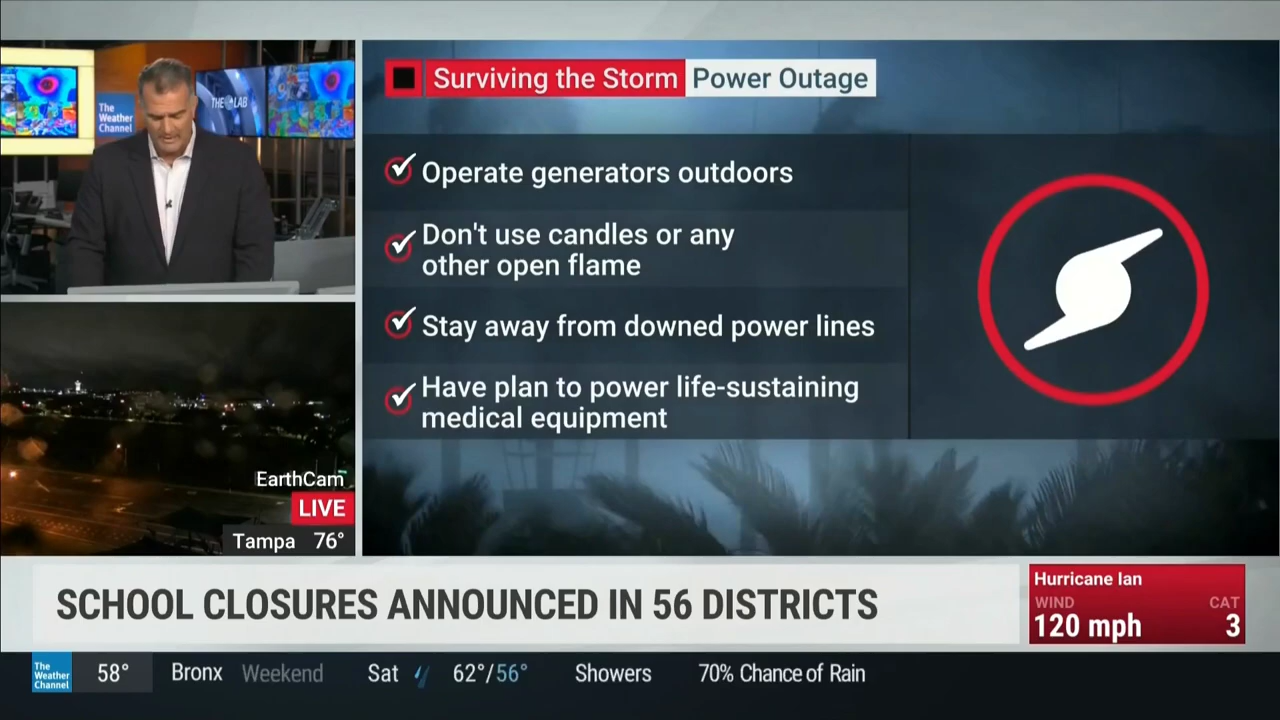 The
Weather
Channel
THE LAB
Surviving the Storm Power Outage
Operate generators outdoors
Don't use candles or any
other open flame
Stay away from downed power lines
Have plan to power life-sustaining
medical equipment
EarthCam
LIVE
Tampa 76°
SCHOOL CLOSURES ANNOUNCED IN 56 DISTRICTS
Hurricane Ian
WIND CAT
120 mph 3
The
Weather
Channel
58° Bronx Weekend Sat 62°/56° Showers 70% Chance of Rain